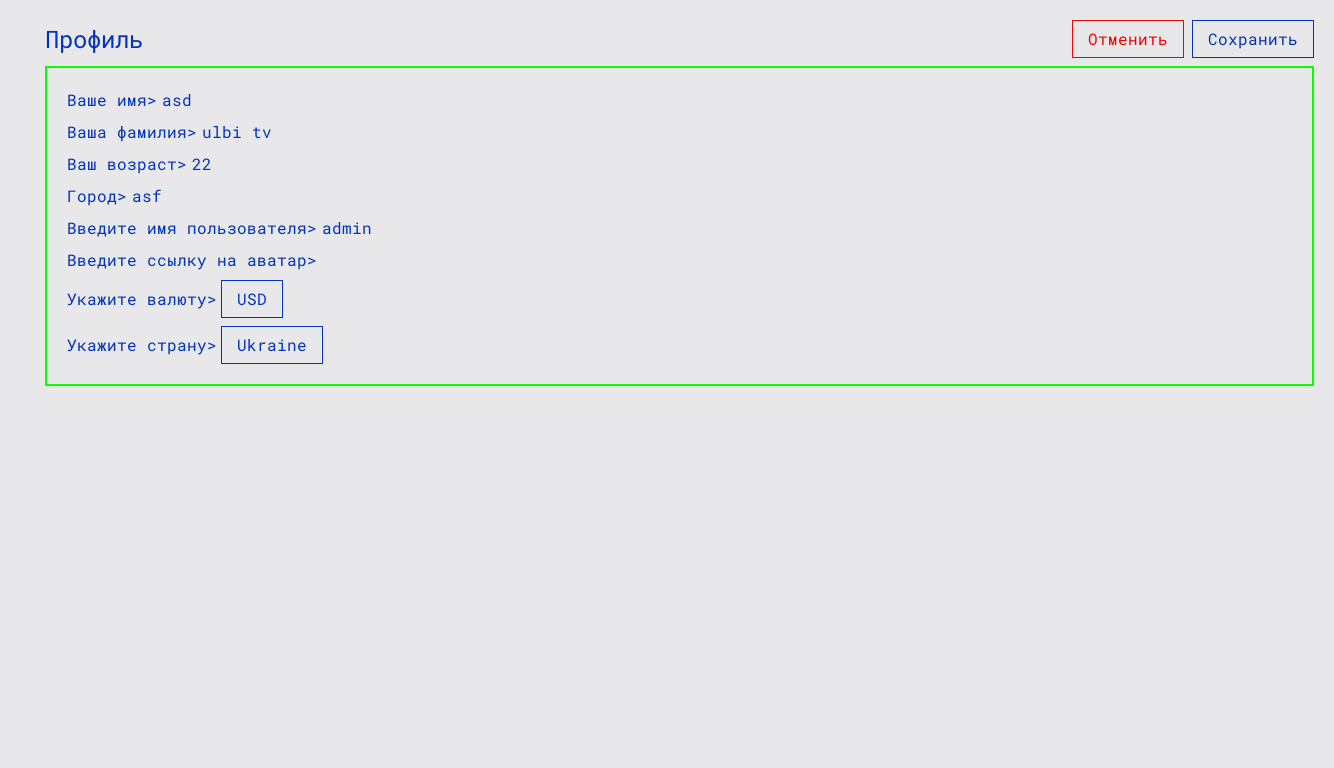 Профиль
Отменить
Сохранить
Ваше имя> asd
Ваша фамилия> ulbi tv
Ваш возраст> 22
Город> asf
Введите имя пользователя> admin
Введите ссылку на аватар>
Укажите валюту> USD
Укажите страну> Ukraine